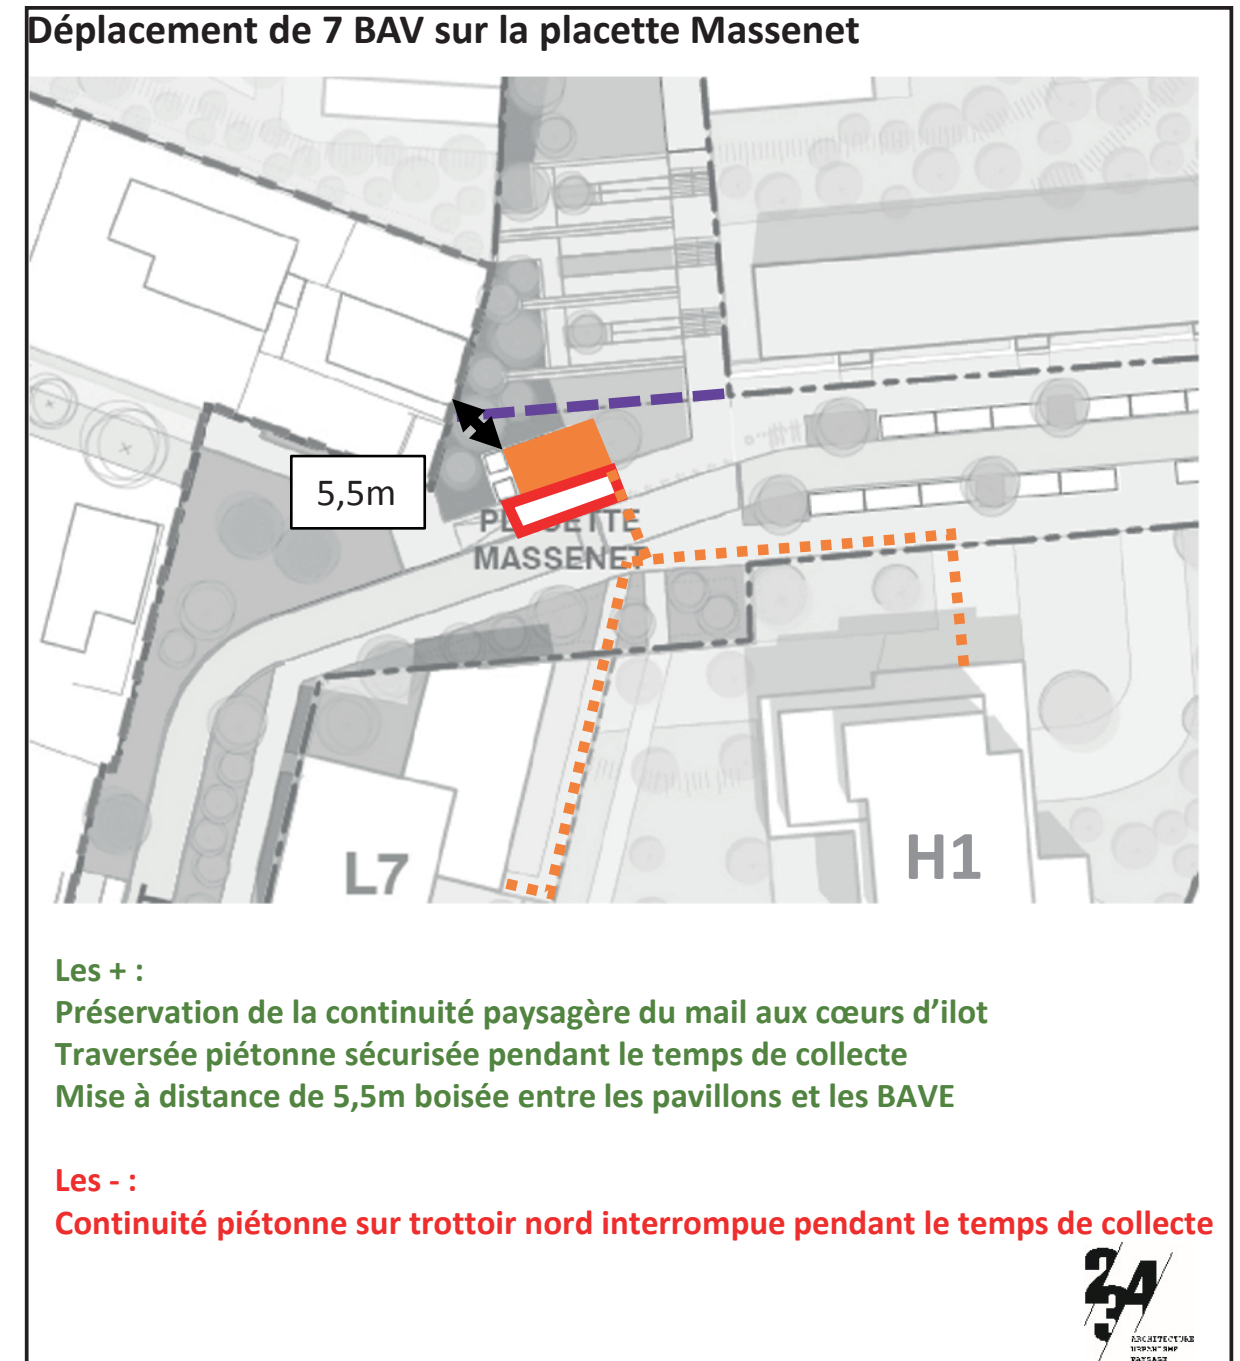 Déplacement de 7 BAV sur la placette Massenet
5,5m
PLACETTE
MASSENET
L7
H1
Les + :
Préservation de la continuité paysagère du mail aux cœurs d'ilot
Traversée piétonne sécurisée pendant le temps de collecte
Mise à distance de 5,5m boisée entre les pavillons et les BAVE
Les - :
Continuité piétonne sur trottoir nord interrompue pendant le temps de collecte
234
ARCHITECTURE
URBANISME
PAYSAGE